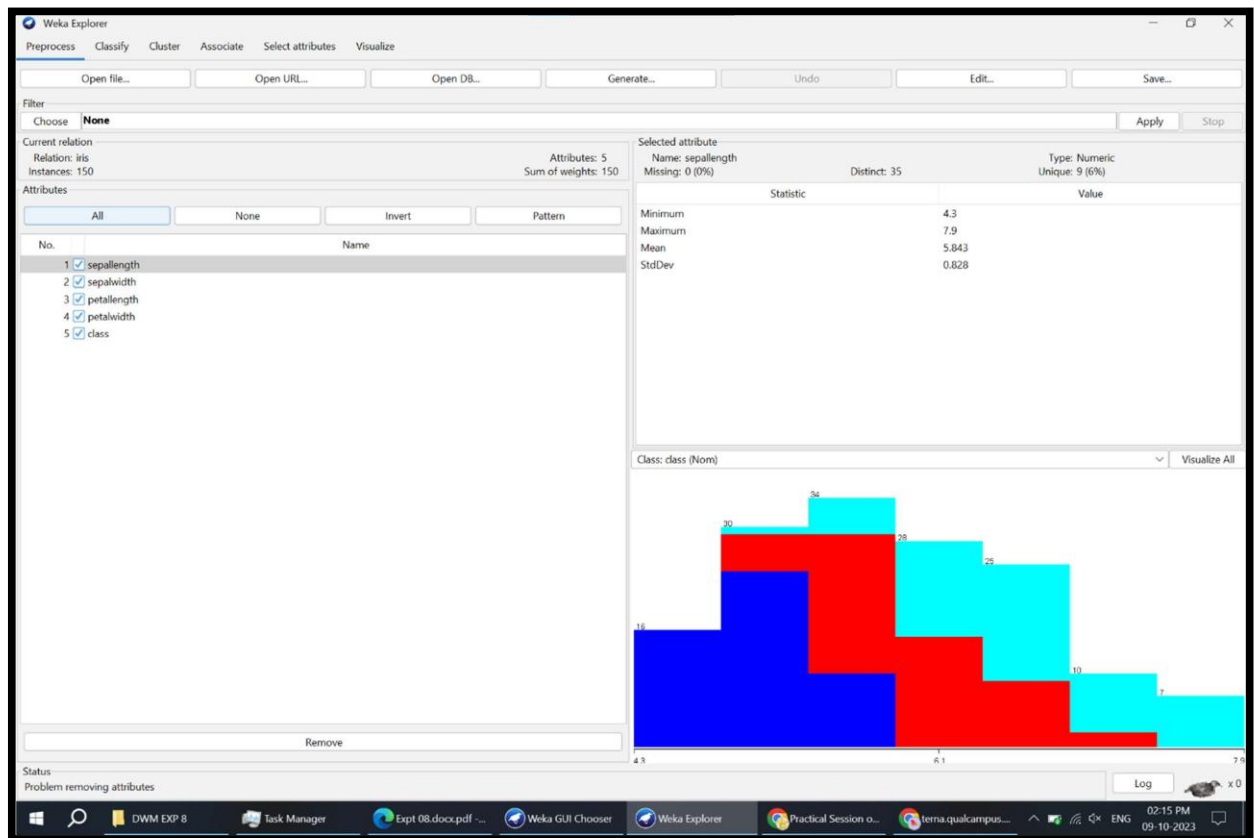 Weka Explorer
Preprocess Classify Cluster Associate Select attributes Visualize
Open file... Open URL... Open DB... Generate... Undo Edit... Save...
Filter
Choose None Apply Stop
Current relation
Relation: iris Attributes: 5
Instances: 150 Sum of weights: 150
Attributes
All None Invert Pattern
No. Name
1 sepallength
2 sepalwidth
3 petallength
4 petalwidth
5 class
Remove
Selected attribute
Name: sepallength Type: Numeric
Missing: 0 (0%) Distinct: 35 Unique: 9 (6%)
Statistic Value
Minimum 4.3
Maximum 7.9
Mean 5.843
StdDev 0.828
Class: class (Nom) Visualize All
34
30
28
25
16
10
7
4.3 6.1 7.9
Status
Problem removing attributes Log x 0
DWM EXP 8 Task Manager Expt 08.docx.pdf -... Weka GUI Chooser Weka Explorer Practical Session o... terna.qualcampus.... ENG 02:15 PM
09-10-2023